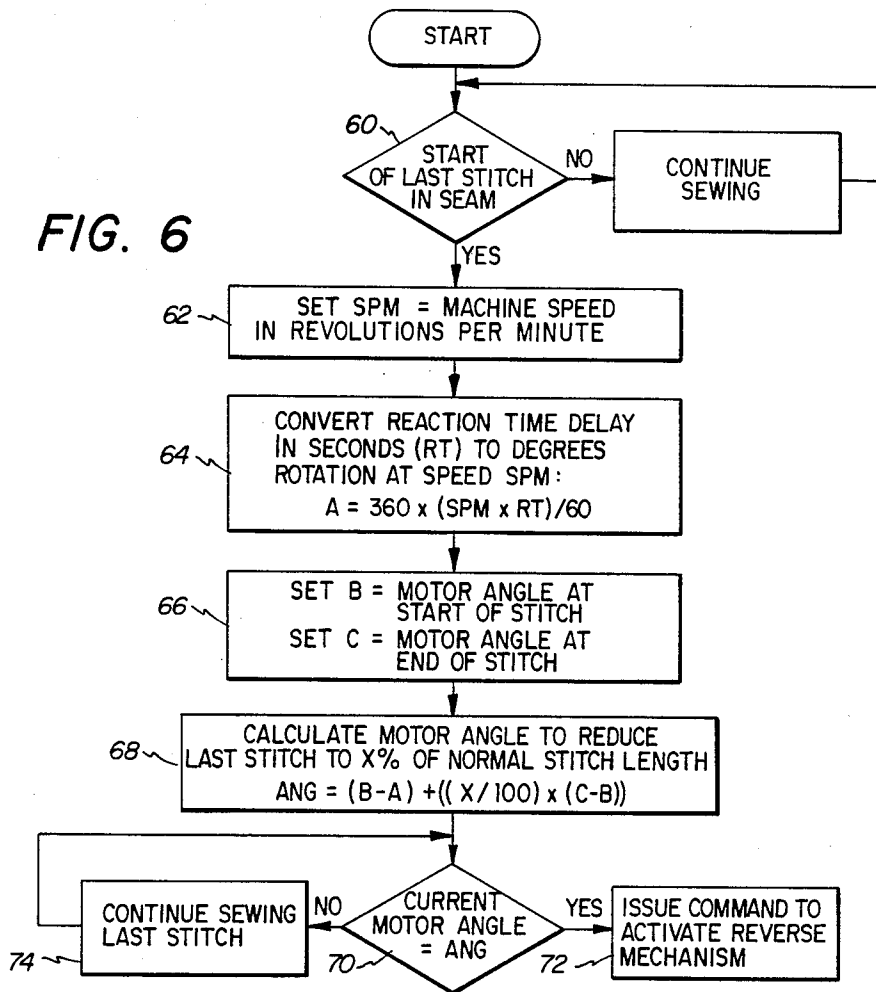 START
60
START
OF LAST STITCH
IN SEAM
NO
CONTINUE
SEWING
FIG. 6
YES
62
SET SPM = MACHINE SPEED
IN REVOLUTIONS PER MINUTE
64
CONVERT REACTION TIME DELAY
IN SECONDS (RT) TO DEGREES
ROTATION AT SPEED SPM:
A = 360 x (SPM x RT)/60
66
SET B = MOTOR ANGLE AT
START OF STITCH
SET C = MOTOR ANGLE AT
END OF STITCH
68
CALCULATE MOTOR ANGLE TO REDUCE
LAST STITCH TO X% OF NORMAL STITCH LENGTH
ANG = (B-A) +((X/100) x (C-B))
74
CONTINUE SEWING
LAST STITCH
NO
CURRENT
MOTOR ANGLE
= ANG
70
YES
72
ISSUE COMMAND TO
ACTIVATE REVERSE
MECHANISM